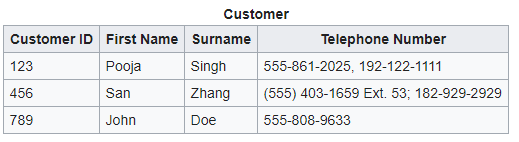 Customer
Customer ID First Name Surname Telephone Number
123 Pooja Singh 555-861-2025, 192-122-1111
456 San Zhang (555) 403-1659 Ext. 53; 182-929-2929
789 John Doe 555-808-9633